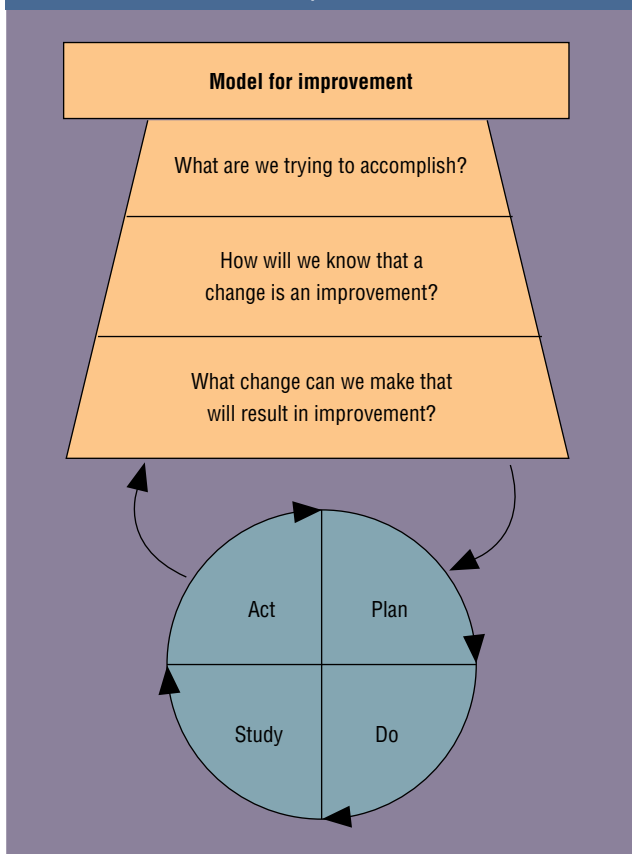 Model for improvement
What are we trying to accomplish?
How will we know that a
change is an improvement?
What change can we make that
will result in improvement?
Act
Plan
Study
Do